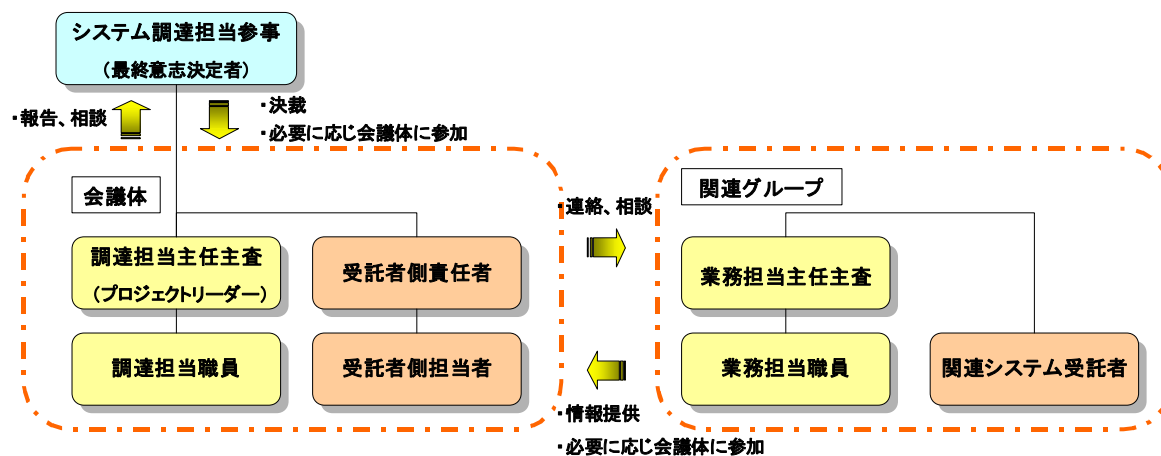 システム調達担当参事
（最終意志決定者）
・報告、相談
・決裁
・必要に応じ会議体に参加
会議体
調達担当主任主査
（プロジェクトリーダー）
受託者側責任者
調達担当職員
受託者側担当者
・連絡、相談
・情報提供
・必要に応じ会議体に参加
関連グループ
業務担当主任主査
業務担当職員
関連システム受託者